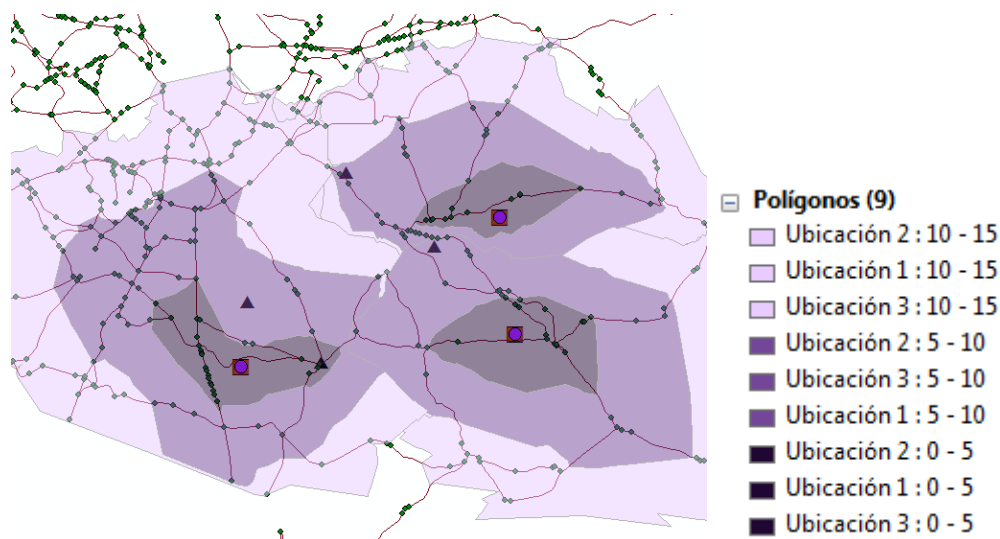 Polígonos (9)
Ubicación 2 : 10 - 15
Ubicación 1 : 10 - 15
Ubicación 3 : 10 - 15
Ubicación 2 : 5 - 10
Ubicación 3 : 5 - 10
Ubicación 1 : 5 - 10
Ubicación 2 : 0 - 5
Ubicación 1 : 0 - 5
Ubicación 3 : 0 - 5